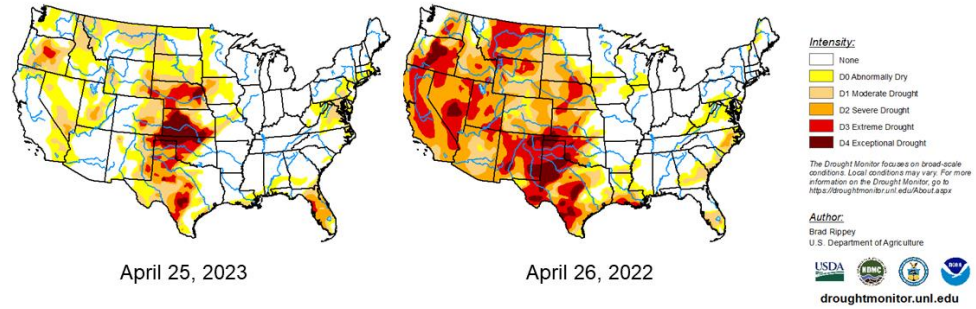 April 25, 2023
April 26, 2022
Intensity:
None
D0 Abnormally Dry
D1 Moderate Drought
D2 Severe Drought
D3 Extreme Drought
D4 Exceptional Drought
The Drought Monitor focuses on broad-scale
conditions. Local conditions may vary. For more
information on the Drought Monitor, go to
https://droughtmonitor.unl.edu/About.aspx
Author:
Brad Rippey
U.S. Department of Agriculture
USDA
NDMC
droughtmonitor.unl.edu